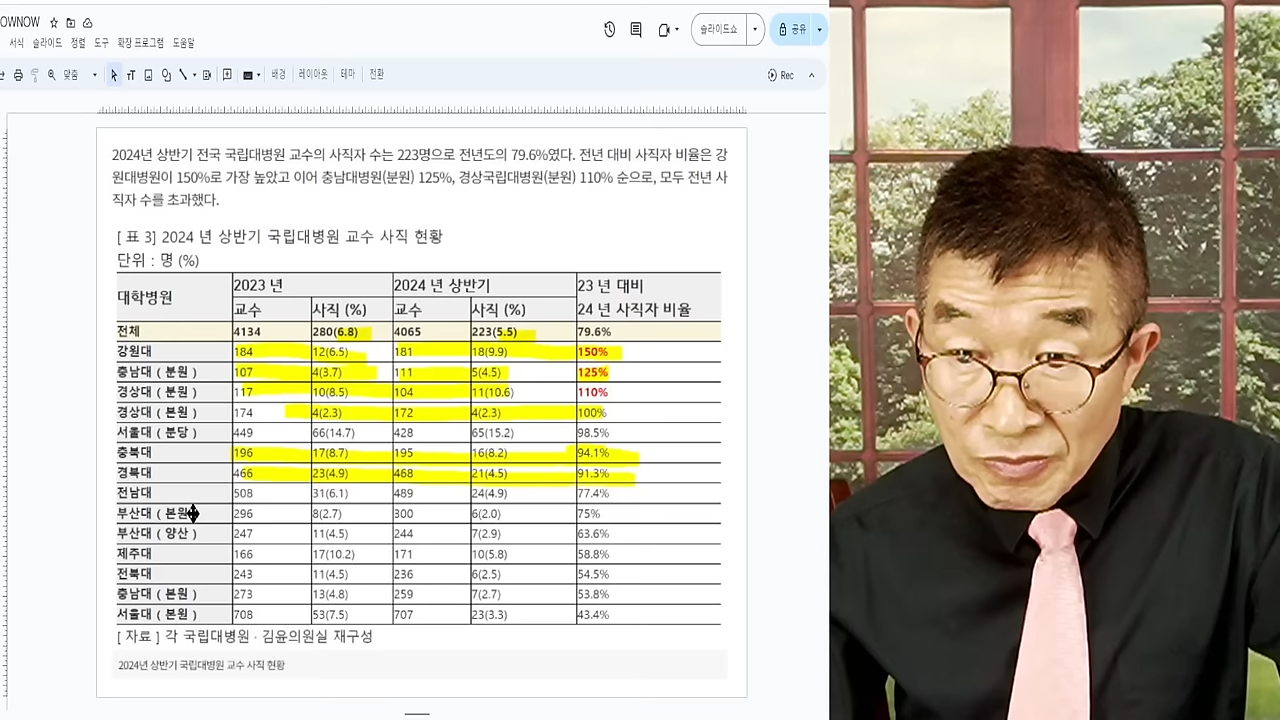 OWNOW
서식 슬라이드 정렬 도구 확장 프로그램 도움말
슬라이드쇼
공유
맞춤
배경 레이아웃 테마 전환
Rec
2024년 상반기 전국 국립대병원 교수의 사직자 수는 223명으로 전년도의 79.6%였다. 전년 대비 사직자 비율은 강
원대병원이 150%로 가장 높았고 이어 충남대병원(분원) 125%, 경상국립대병원(분원) 110% 순으로, 모두 전년 사
직자 수를 초과했다.
[ 표 3] 2024 년 상반기 국립대병원 교수 사직 현황
단위 : 명 (%)
대학병원 2023 년 2024 년 상반기 23 년 대비
교수 사직 (%) 교수 사직 (%) 24 년 사직자 비율
전체 4134 280(6.8) 4065 223(5.5) 79.6%
강원대 184 12(6.5) 181 18(9.9) 150%
충남대 ( 분원 ) 107 4(3.7) 111 5(4.5) 125%
경상대 ( 분원 ) 117 10(8.5) 104 11(10.6) 110%
경상대 ( 본원 ) 174 4(2.3) 172 4(2.3) 100%
서울대 ( 분당 ) 449 66(14.7) 428 65(15.2) 98.5%
충북대 196 17(8.7) 195 16(8.2) 94.1%
경북대 466 23(4.9) 468 21(4.5) 91.3%
전남대 508 31(6.1) 489 24(4.9) 77.4%
부산대 ( 본원 296 8(2.7) 300 6(2.0) 75%
부산대 ( 양산 ) 247 11(4.5) 244 7(2.9) 63.6%
제주대 166 17(10.2) 171 10(5.8) 58.8%
전북대 243 11(4.5) 236 6(2.5) 54.5%
충남대 ( 분원 ) 273 13(4.8) 259 7(2.7) 53.8%
서울대 ( 본원 ) 708 53(7.5) 707 23(3.3) 43.4%
[ 자료 ] 각 국립대병원 · 김윤의원실 재구성
2024년 상반기 국립대병원 교수 사직 현황